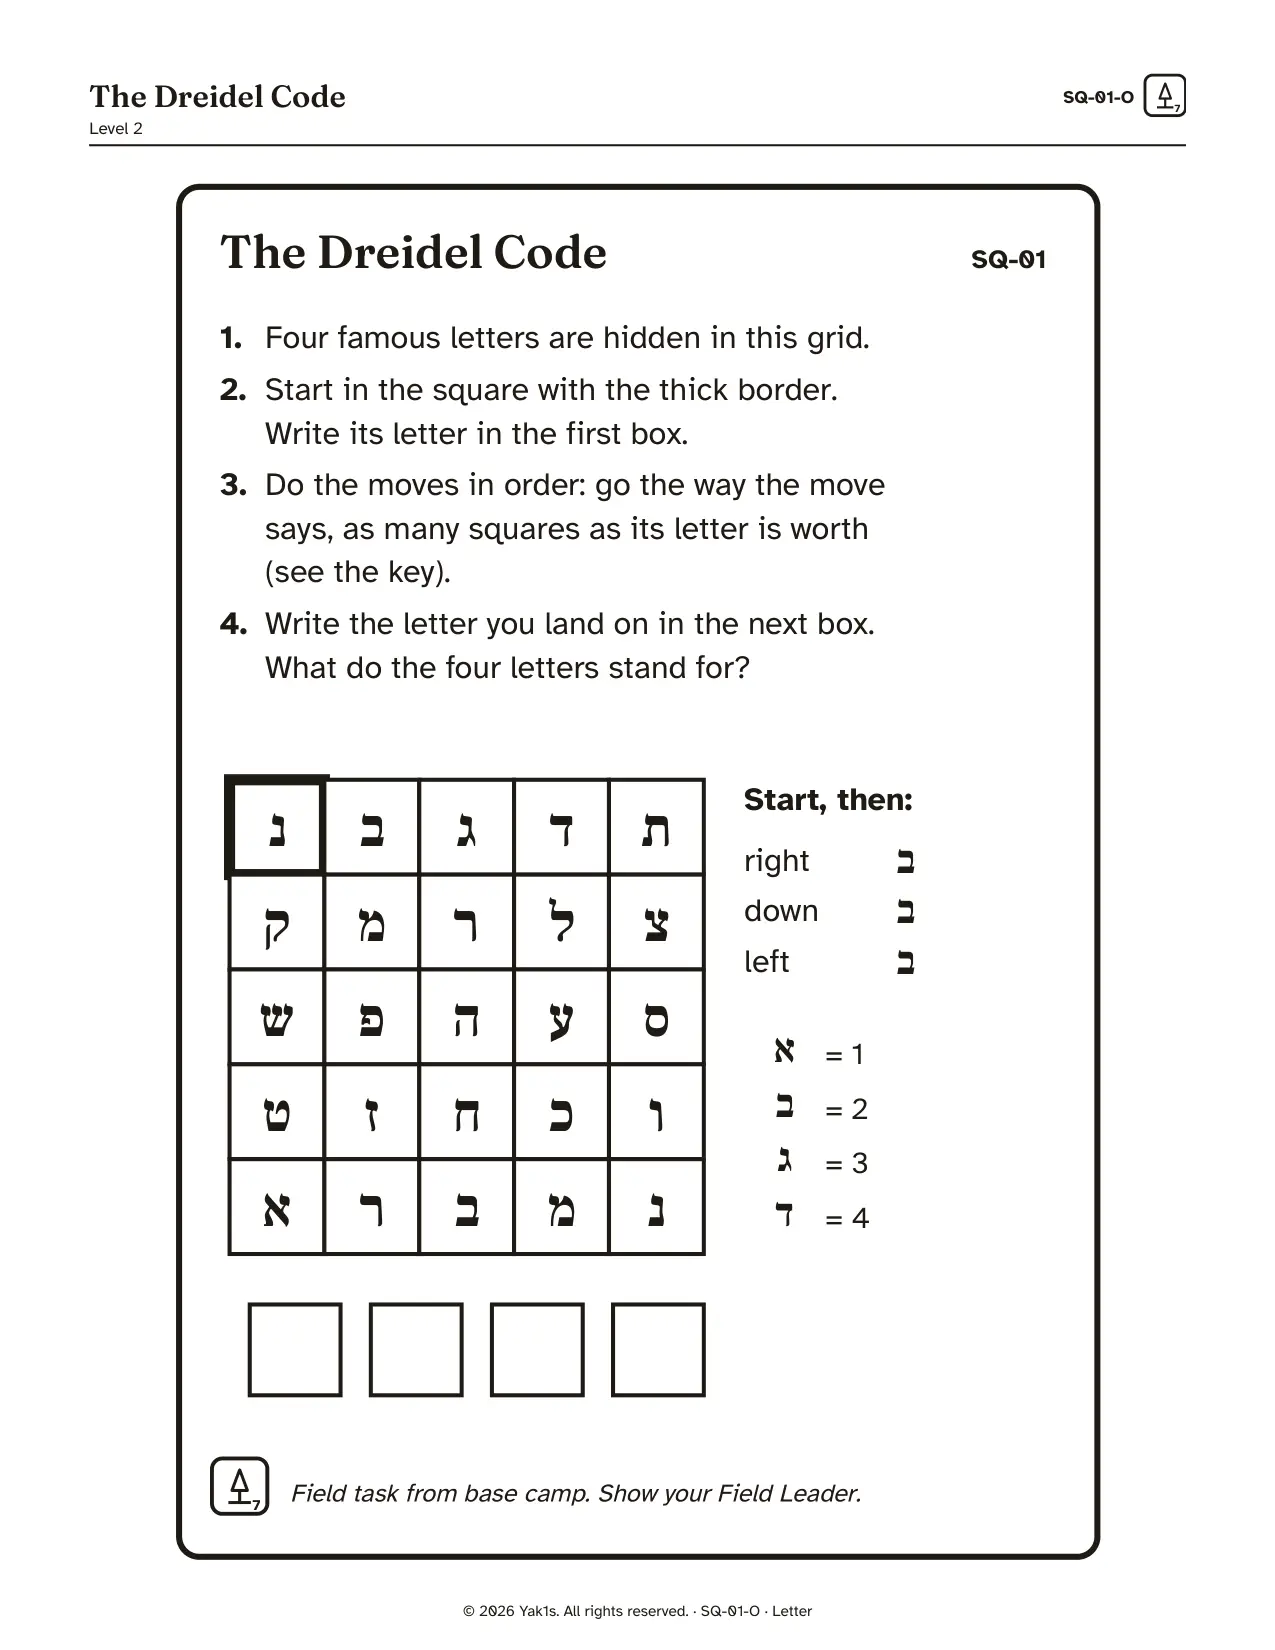 The Dreidel Code
Level 2
SQ-01-O
7
The Dreidel Code
SQ-01
1. Four famous letters are hidden in this grid.
2. Start in the square with the thick border.
Write its letter in the first box.
3. Do the moves in order: go the way the move
says, as many squares as its letter is worth
(see the key).
4. Write the letter you land on in the next box.
What do the four letters stand for?
נ ב ג ד ת
ק מ ר ל צ
ש פ ה ע ס
ט ז ח כ ו
א ר ב מ נ
Start, then:
right ב
down ב
left ב
א = 1
ב = 2
ג = 3
ד = 4
7
Field task from base camp. Show your Field Leader.
© 2026 Yak1s. All rights reserved. · SQ-01-O · Letter